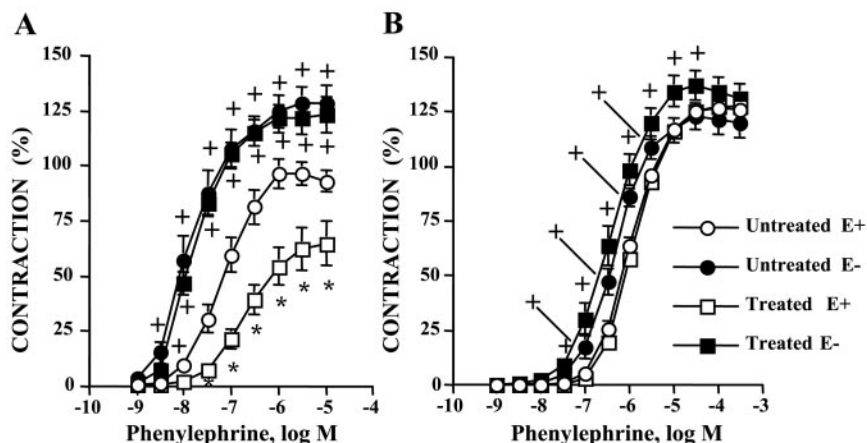 A
B
150
125
100
75
50
25
0
CONTRACTION (%)
-10 -9 -8 -7 -6 -5 -4
Phenylephrine, log M
150
125
100
75
50
25
0
CONTRACTION (%)
-10 -9 -8 -7 -6 -5 -4 -3
Phenylephrine, log M
Untreated E+
Untreated E-
Treated E+
Treated E-